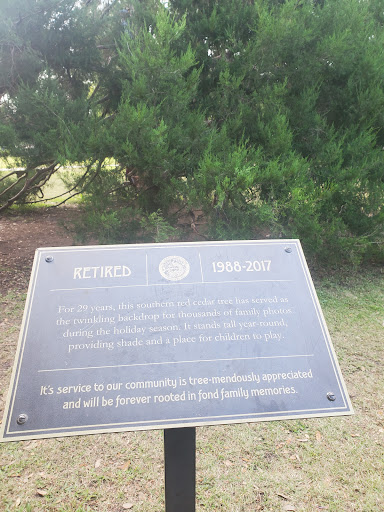 RETIRED 1988-2017
For 29 years, this southern red cedar tree has served as
the twinkling backdrop for thousands of family photos
during the holiday season. It stands tall year-round,
providing shade and a place for children to play.
It's service to our community is tree-mendously appreciated
and will be forever rooted in fond family memories.